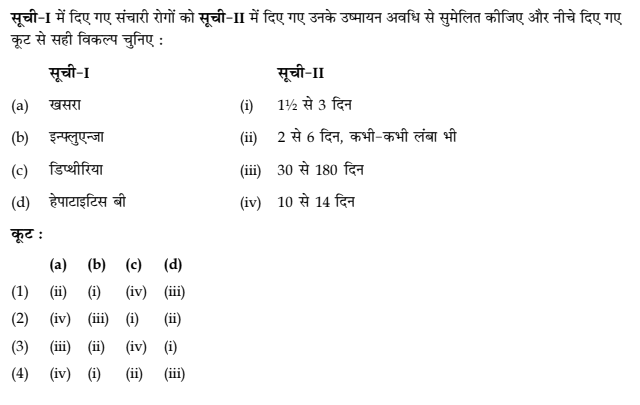 सूची-I में दिए गए संचारी रोगों को सूची-II में दिए गए उनके उष्मायन अवधि से सुमेलित कीजिए और नीचे दिए गए
कूट से सही विकल्प चुनिए :
सूची-I सूची-II
(a) खसरा (i) 1½ से 3 दिन
(b) इन्फ्लुएन्जा (ii) 2 से 6 दिन, कभी-कभी लंबा भी
(c) डिप्थीरिया (iii) 30 से 180 दिन
(d) हेपाटाइटिस बी (iv) 10 से 14 दिन
कूट :
(a) (b) (c) (d)
(1) (ii) (i) (iv) (iii)
(2) (iv) (iii) (i) (ii)
(3) (iii) (ii) (iv) (i)
(4) (iv) (i) (ii) (iii)